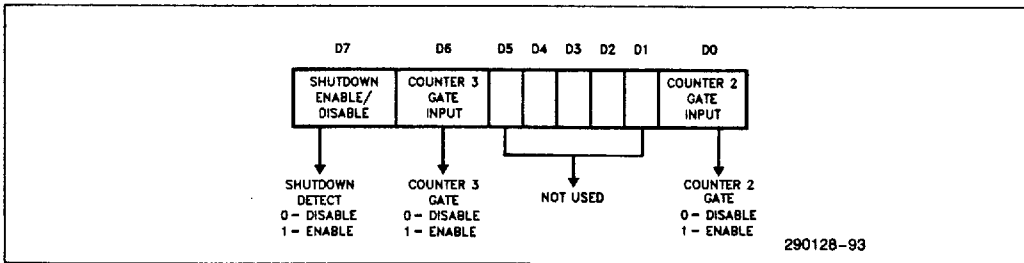 D7 D6 D5 D4 D3 D2 D1 D0
SHUTDOWN
ENABLE/
DISABLE
COUNTER 3
GATE
INPUT
COUNTER 2
GATE
INPUT
SHUTDOWN
DETECT
0 - DISABLE
1 - ENABLE
COUNTER 3
GATE
0 - DISABLE
1 - ENABLE
NOT USED
COUNTER 2
GATE
0 - DISABLE
1 - ENABLE
290128-93